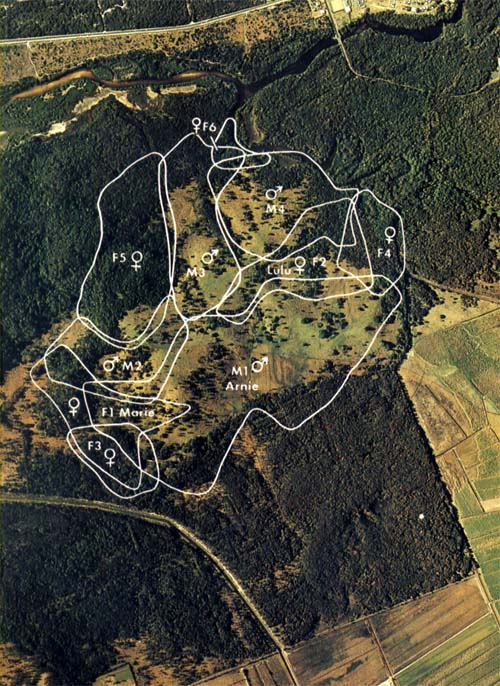 ♀F6
♂
M4
♀
F4
F5 ♀
♂
M3
♀ F2
Lulu
♂ M2
M1 ♂
Arnie
♀
F1 Marie
F3 ♀